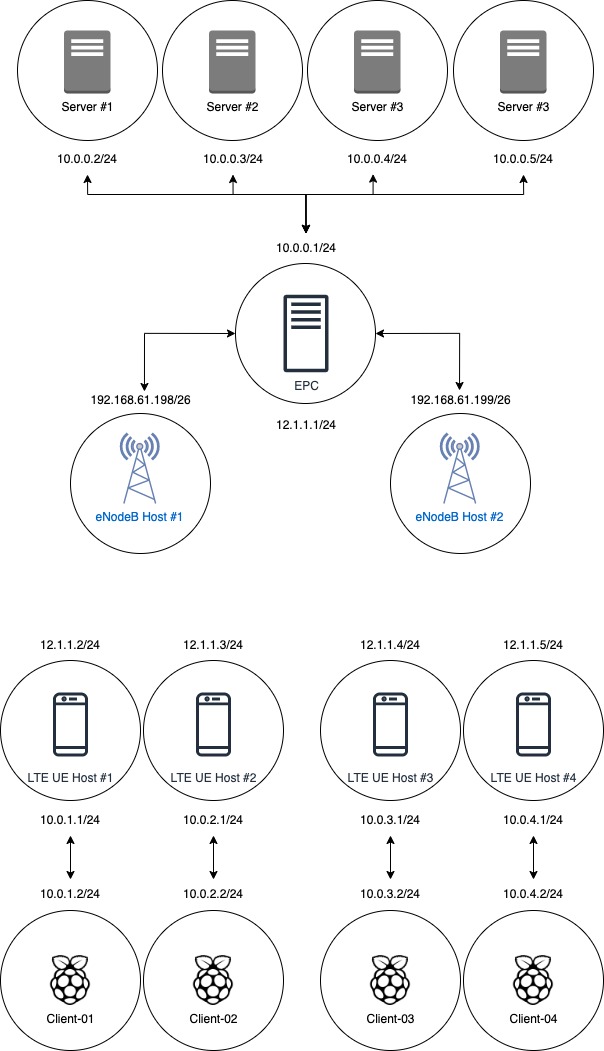 Server #1
Server #2
Server #3
Server #3
10.0.0.2/24
10.0.0.3/24
10.0.0.4/24
10.0.0.5/24
10.0.0.1/24
EPC
12.1.1.1/24
192.168.61.198/26
192.168.61.199/26
eNodeB Host #1
eNodeB Host #2
12.1.1.2/24
12.1.1.3/24
12.1.1.4/24
12.1.1.5/24
LTE UE Host #1
LTE UE Host #2
LTE UE Host #3
LTE UE Host #4
10.0.1.1/24
10.0.2.1/24
10.0.3.1/24
10.0.4.1/24
10.0.1.2/24
10.0.2.2/24
10.0.3.2/24
10.0.4.2/24
Client-01
Client-02
Client-03
Client-04